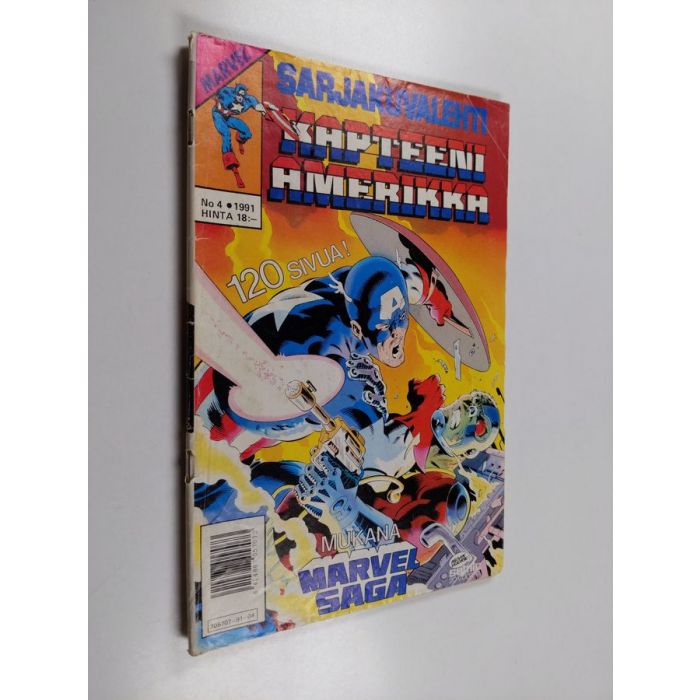 MARVEL
SARJAKUVALEHTI
KAPTEENI
AMERIKKA
No 4 ● 1991
HINTA 18:-
120 SIVUA!
MUKANA
MARVEL
SAGA